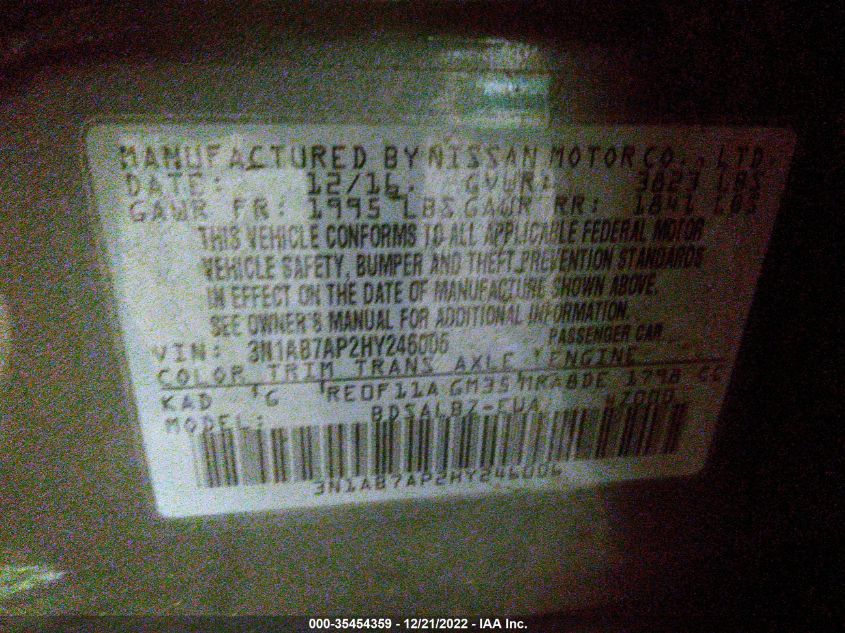 MANUFACTURED BY NISSAN MOTOR CO., LTD.
DATE: 12/16 GVWR: 3823 LBS
GAWR FR: 1995 LBS GAWR RR: 1841 LBS
THIS VEHICLE CONFORMS TO ALL APPLICABLE FEDERAL MOTOR
VEHICLE SAFETY, BUMPER AND THEFT PREVENTION STANDARDS
IN EFFECT ON THE DATE OF MANUFACTURE SHOWN ABOVE.
SEE OWNER'S MANUAL FOR ADDITIONAL INFORMATION.
VIN: 3N1AB7AP2HY246006 PASSENGER CAR
COLOR TRIM TRANS AXLE ENGINE
KAD G RE0F11A GM35 MRA8DE 1798 CC
MODEL:
3N1AB7AP2HY246006
000-35454359 - 12/21/2022 - IAA Inc.